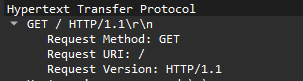 Hypertext Transfer Protocol
GET / HTTP/1.1\r\n
Request Method: GET
Request URI: /
Request Version: HTTP/1.1